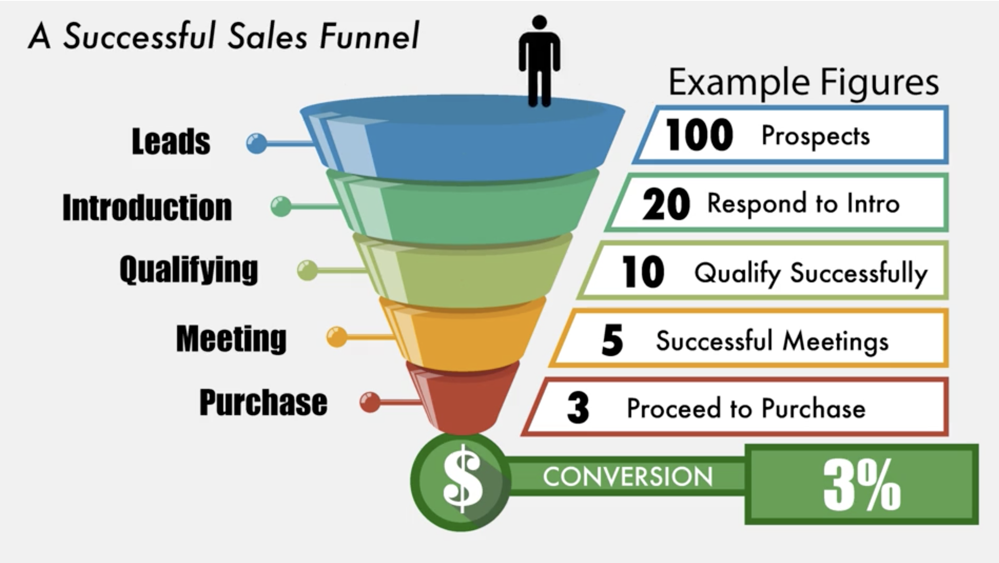 A Successful Sales Funnel
Example Figures
Leads
100 Prospects
Introduction
20 Respond to Intro
Qualifying
10 Qualify Successfully
Meeting
5 Successful Meetings
Purchase
3 Proceed to Purchase
$
CONVERSION
3%